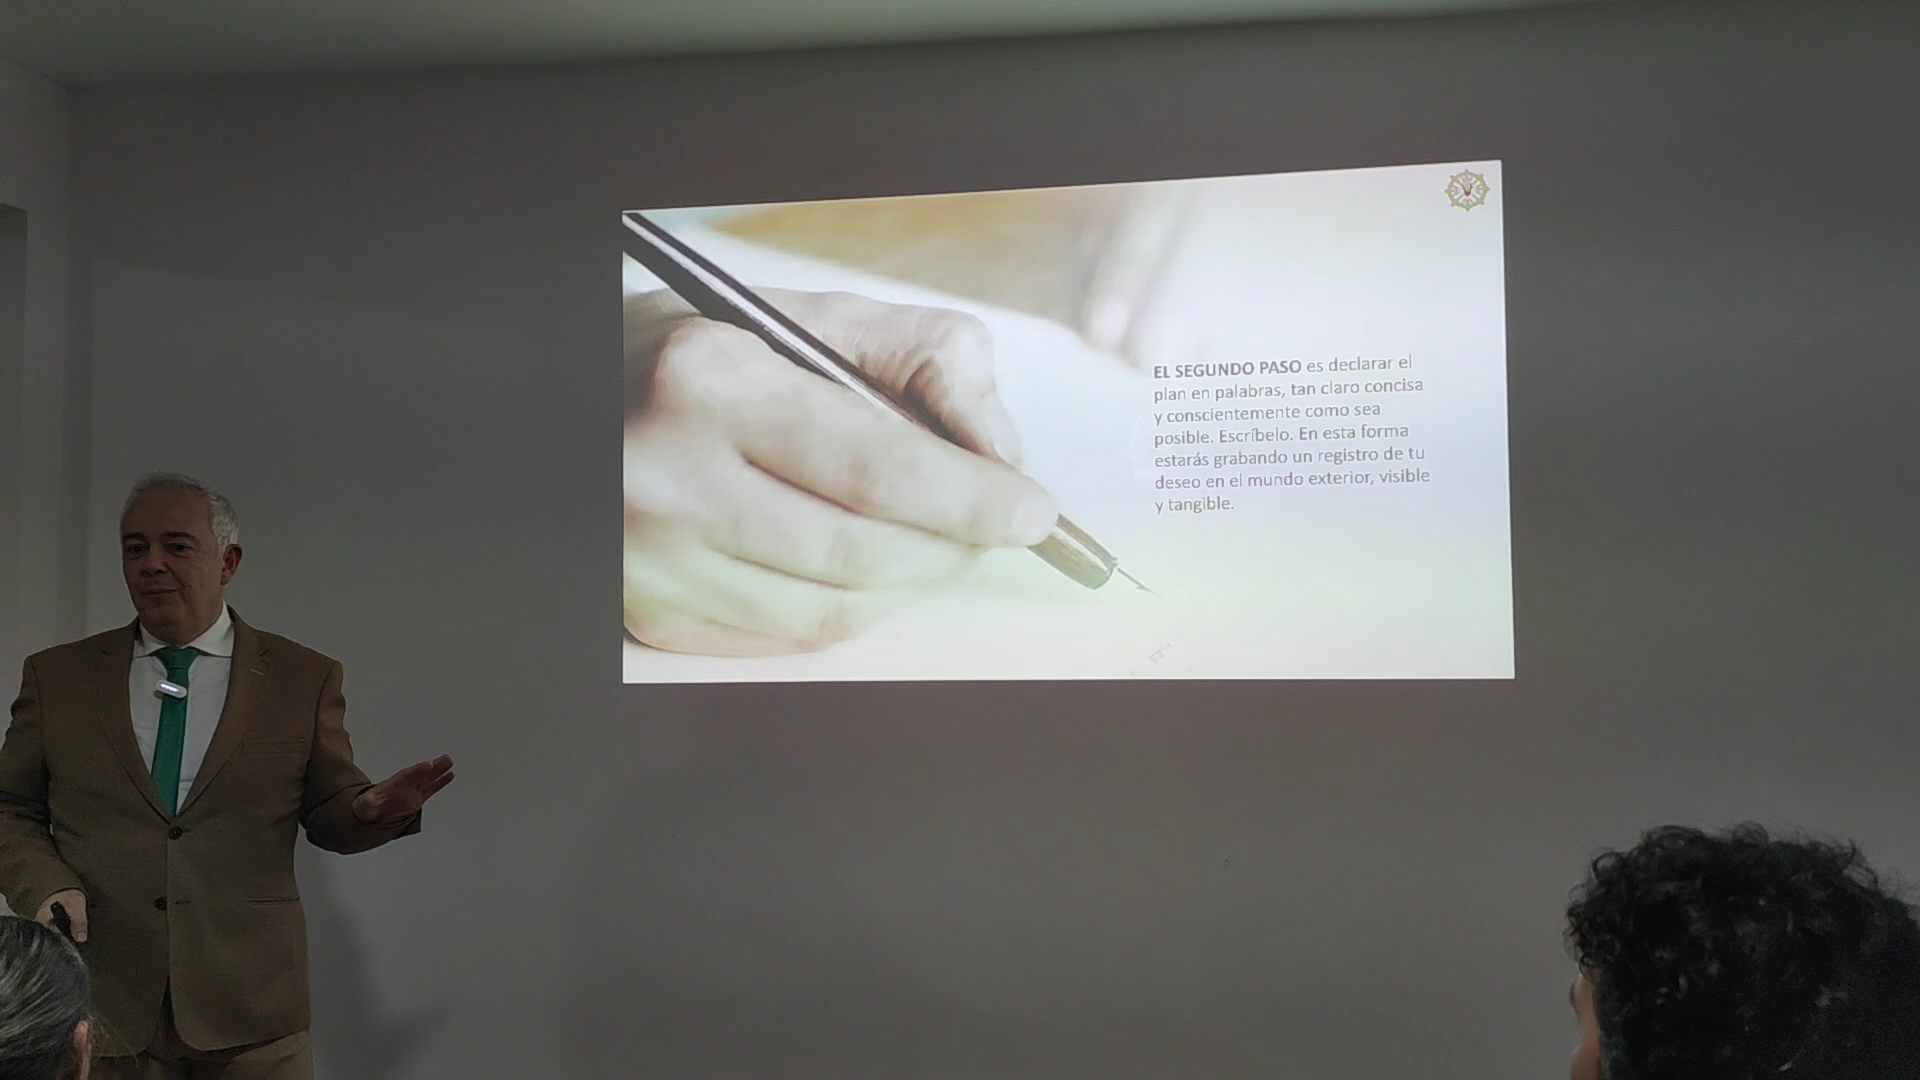 EL SEGUNDO PASO es declarar el
plan en palabras, tan claro concisa
y conscientemente como sea
posible. Escríbelo. En esta forma
estarás grabando un registro de tu
deseo en el mundo exterior, visible
y tangible.